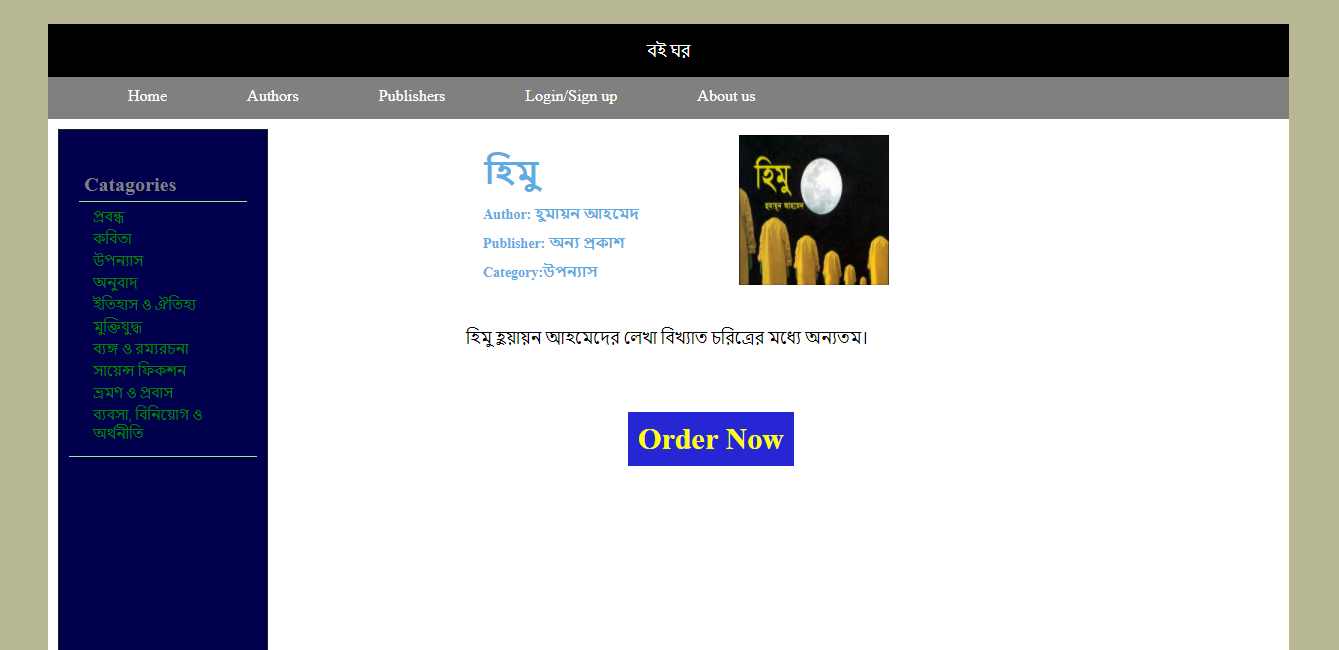 বই ঘর
Home Authors Publishers Login/Sign up About us
Catagories
প্রবন্ধ
কবিতা
উপন্যাস
অনুবাদ
ইতিহাস ও ঐতিহ্য
মুক্তিযুদ্ধ
ব্যঙ্গ ও রম্যরচনা
সায়েন্স ফিকশন
ভ্রমণ ও প্রবাস
ব্যবসা, বিনিয়োগ ও
অর্থনীতি
হিমু
Author: হুমায়ন আহমেদ
Publisher: অন্য প্রকাশ
Category:উপন্যাস
হিমু
হুমায়ূন আহমেদ
হিমু হুয়ায়ন আহমেদের লেখা বিখ্যাত চরিত্রের মধ্যে অন্যতম।
Order Now